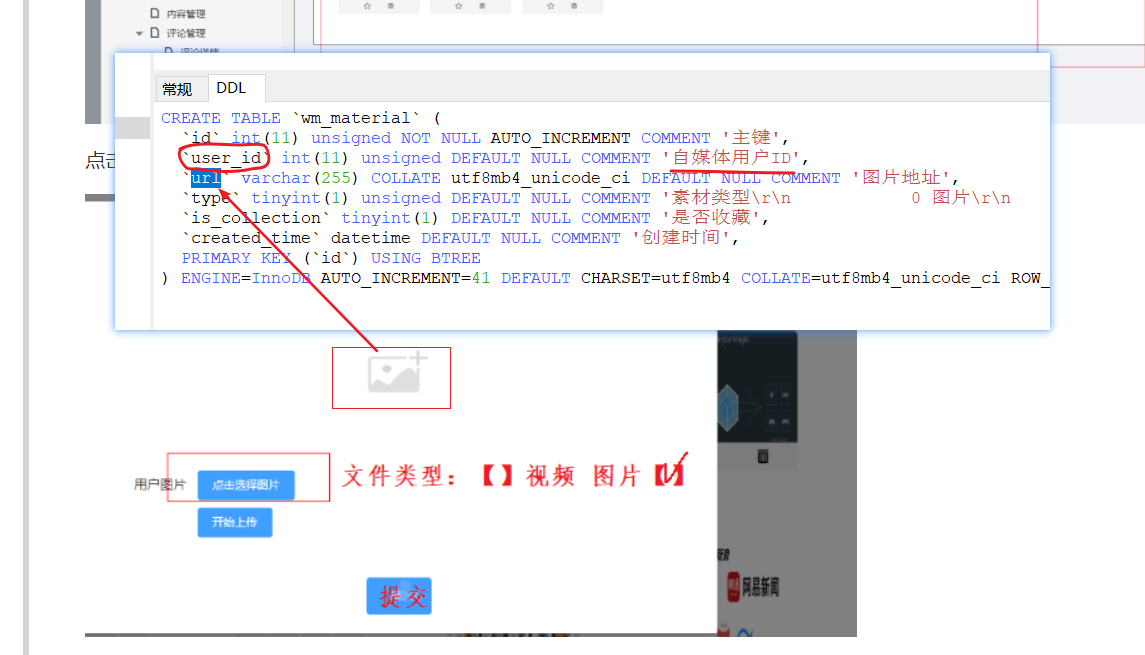 内容管理
评论管理
评论详情
常规 DDL
点击
CREATE TABLE `wm_material` (
`id` int(11) unsigned NOT NULL AUTO_INCREMENT COMMENT '主键',
`user_id` int(11) unsigned DEFAULT NULL COMMENT '自媒体用户ID',
`url` varchar(255) COLLATE utf8mb4_unicode_ci DEFAULT NULL COMMENT '图片地址',
`type` tinyint(1) unsigned DEFAULT NULL COMMENT '素材类型\r\n 0 图片\r\n
`is_collection` tinyint(1) DEFAULT NULL COMMENT '是否收藏',
`created_time` datetime DEFAULT NULL COMMENT '创建时间',
PRIMARY KEY (`id`) USING BTREE
) ENGINE=InnoDB AUTO_INCREMENT=41 DEFAULT CHARSET=utf8mb4 COLLATE=utf8mb4_unicode_ci ROW_
用户图片 点击选择图片 文件类型：【】视频 图片【】
开始上传
网易新闻
提交